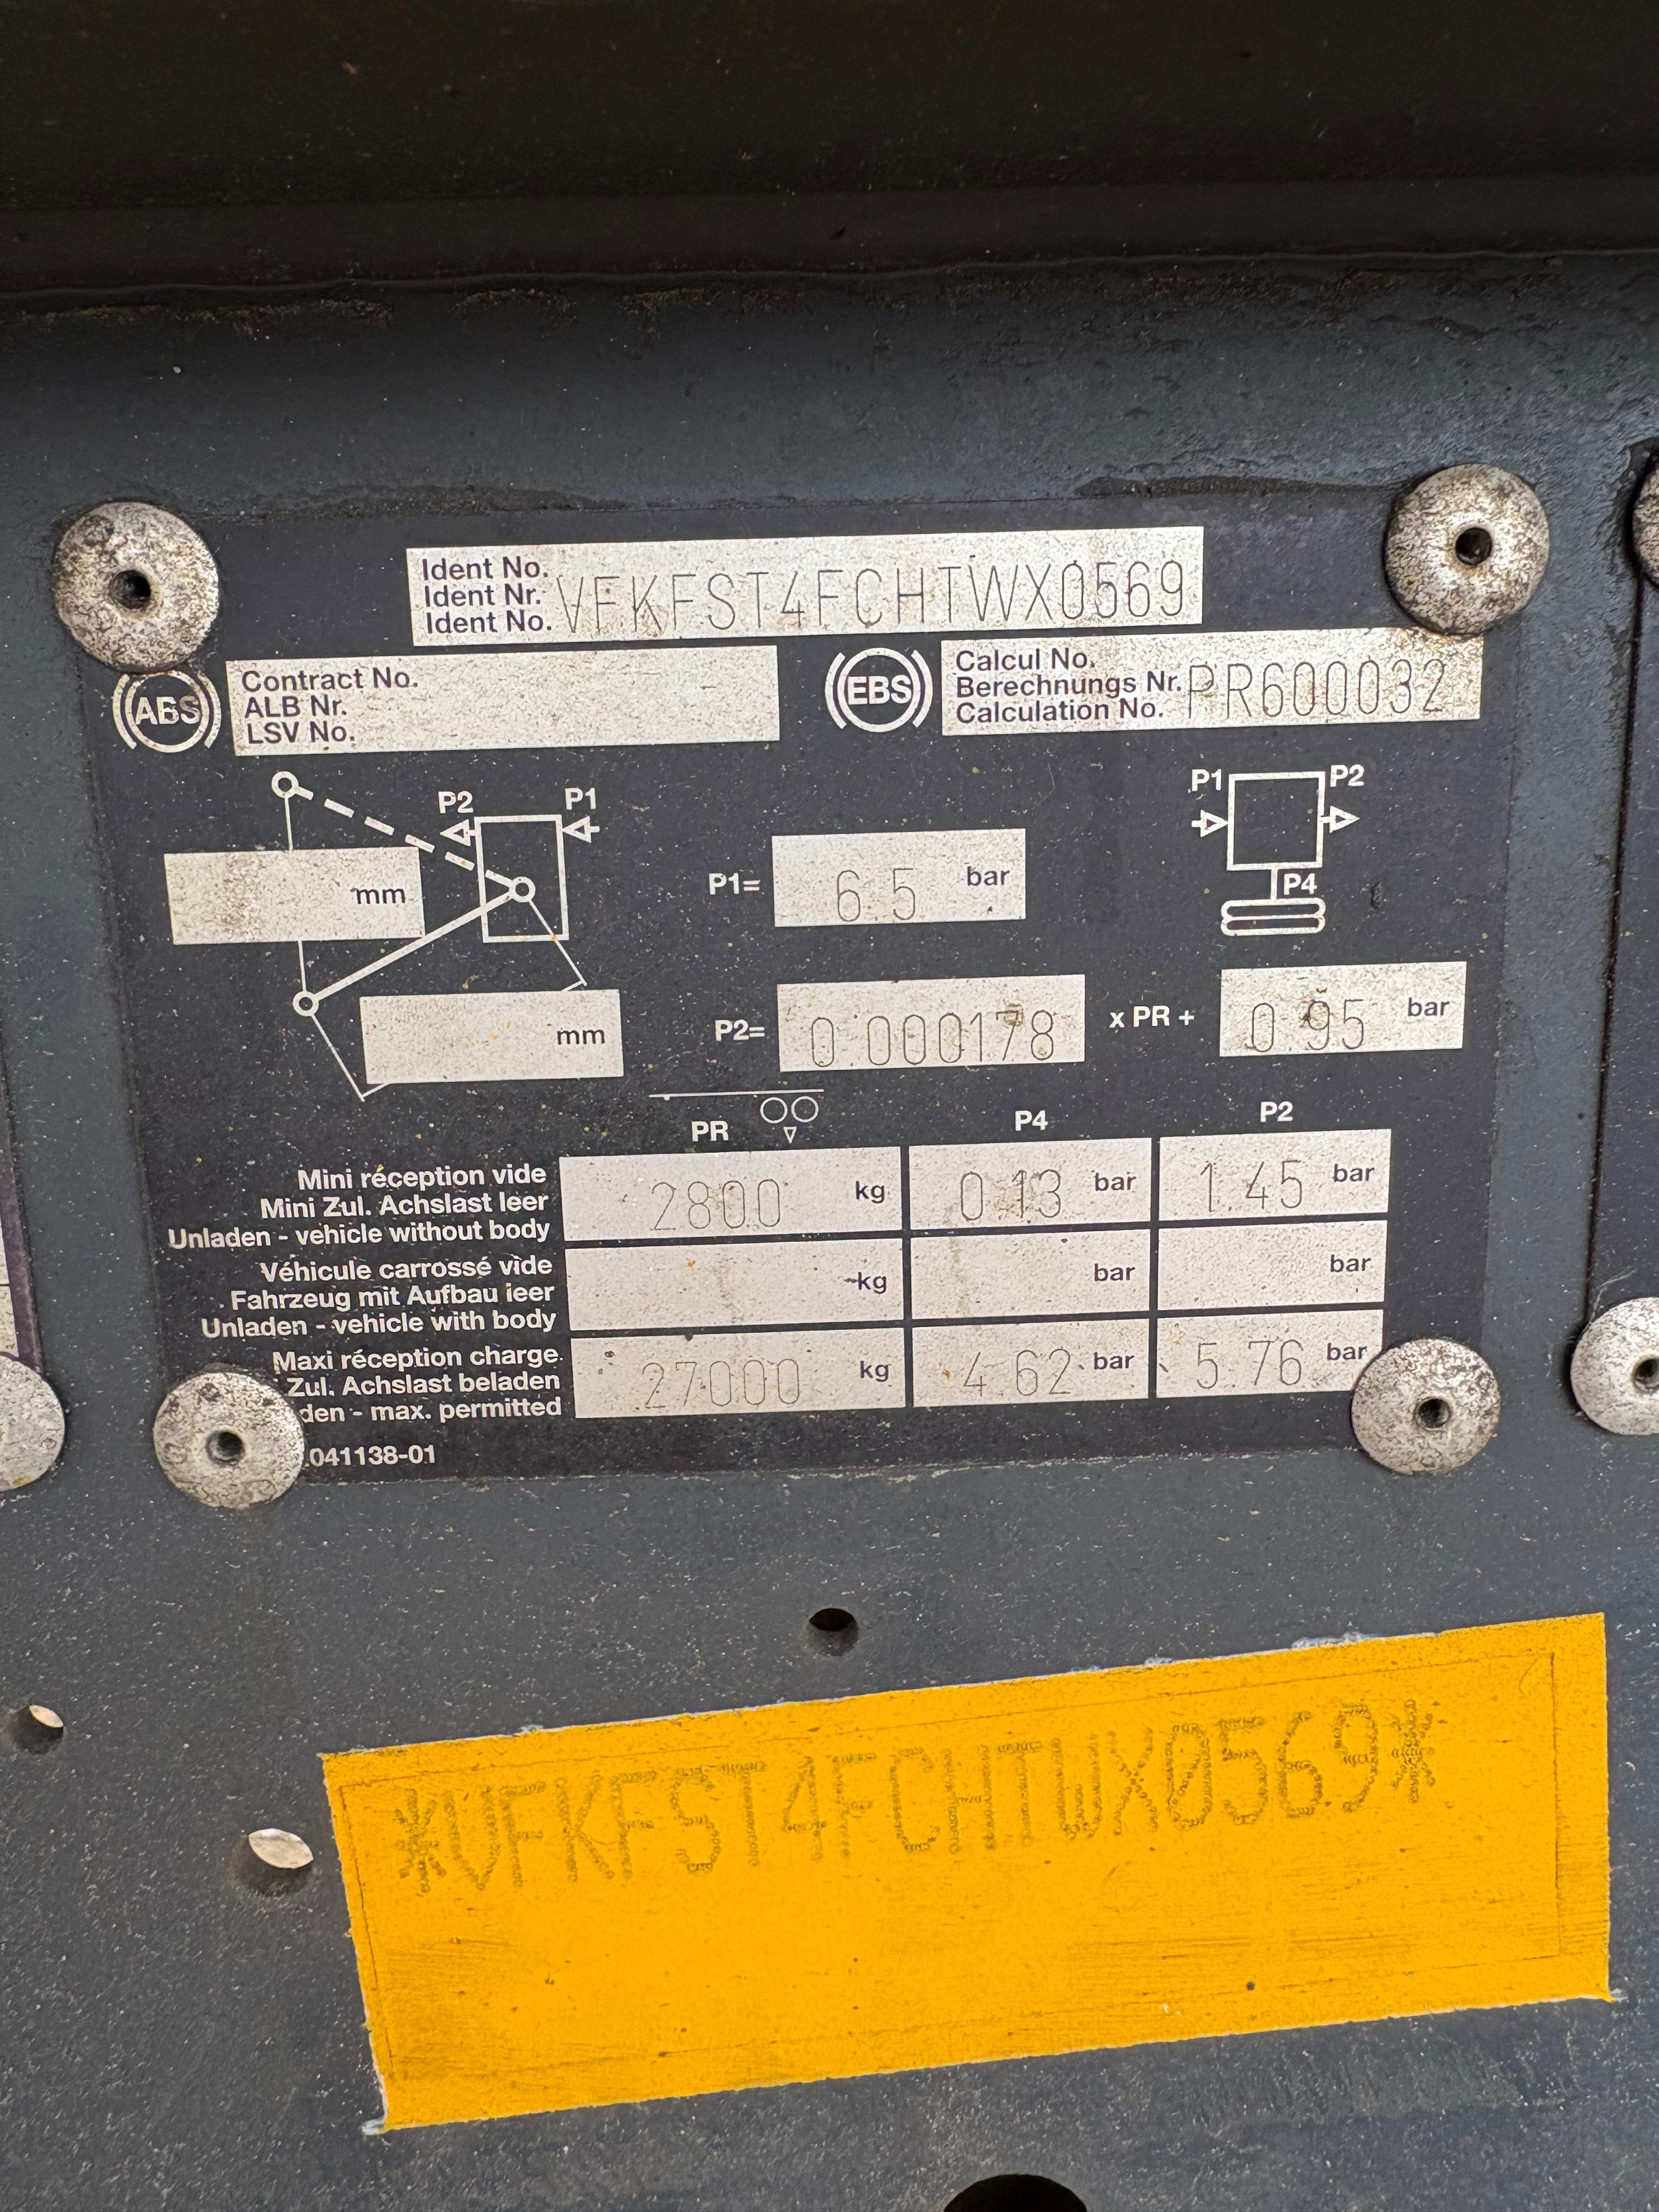 Ident No.
Ident Nr.
Ident No.
VFKFST4FCHTWX0569
ABS
Contract No.
ALB Nr.
LSV No.
EBS
Calcul No.
Berechnungs Nr.
Calculation No.
PR600032
P2 P1
mm
mm
P1= 6.5 bar
P1 P2
P4
P2= 0.000178 x PR + 0.95 bar
PR P4 P2
Mini réception vide
Mini Zul. Achslast leer
Unladen - vehicle without body
2800 kg 0.13 bar 1.45 bar
Véhicule carrossé vide
Fahrzeug mit Aufbau leer
Unladen - vehicle with body
kg bar bar
Maxi réception charge
Zul. Achslast beladen
den - max. permitted
27000 kg 4.62 bar 5.76 bar
041138-01
*VFKFST4FCHTWX0569*